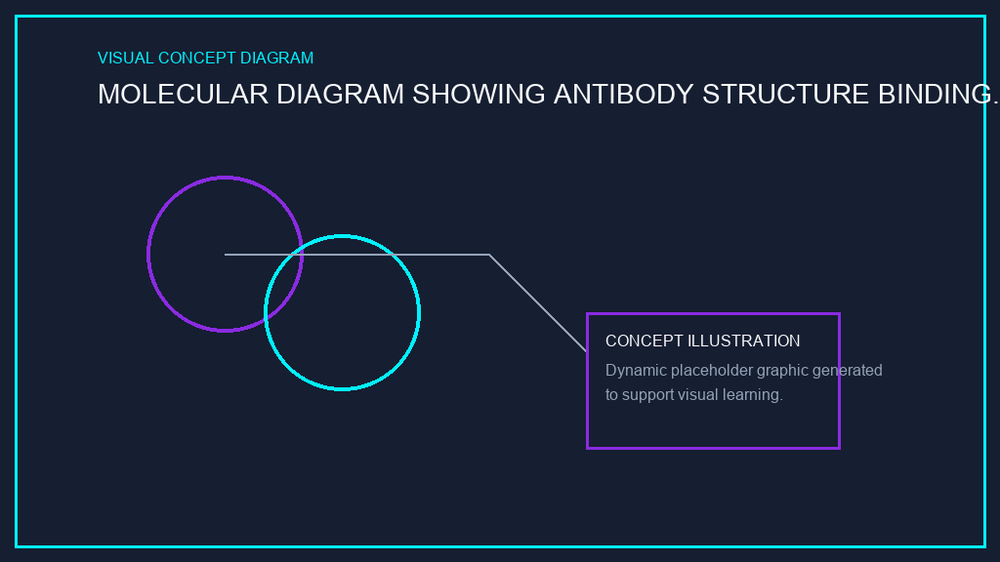 VISUAL CONCEPT DIAGRAM
MOLECULAR DIAGRAM SHOWING ANTIBODY STRUCTURE BINDING.
CONCEPT ILLUSTRATION
Dynamic placeholder graphic generated
to support visual learning.